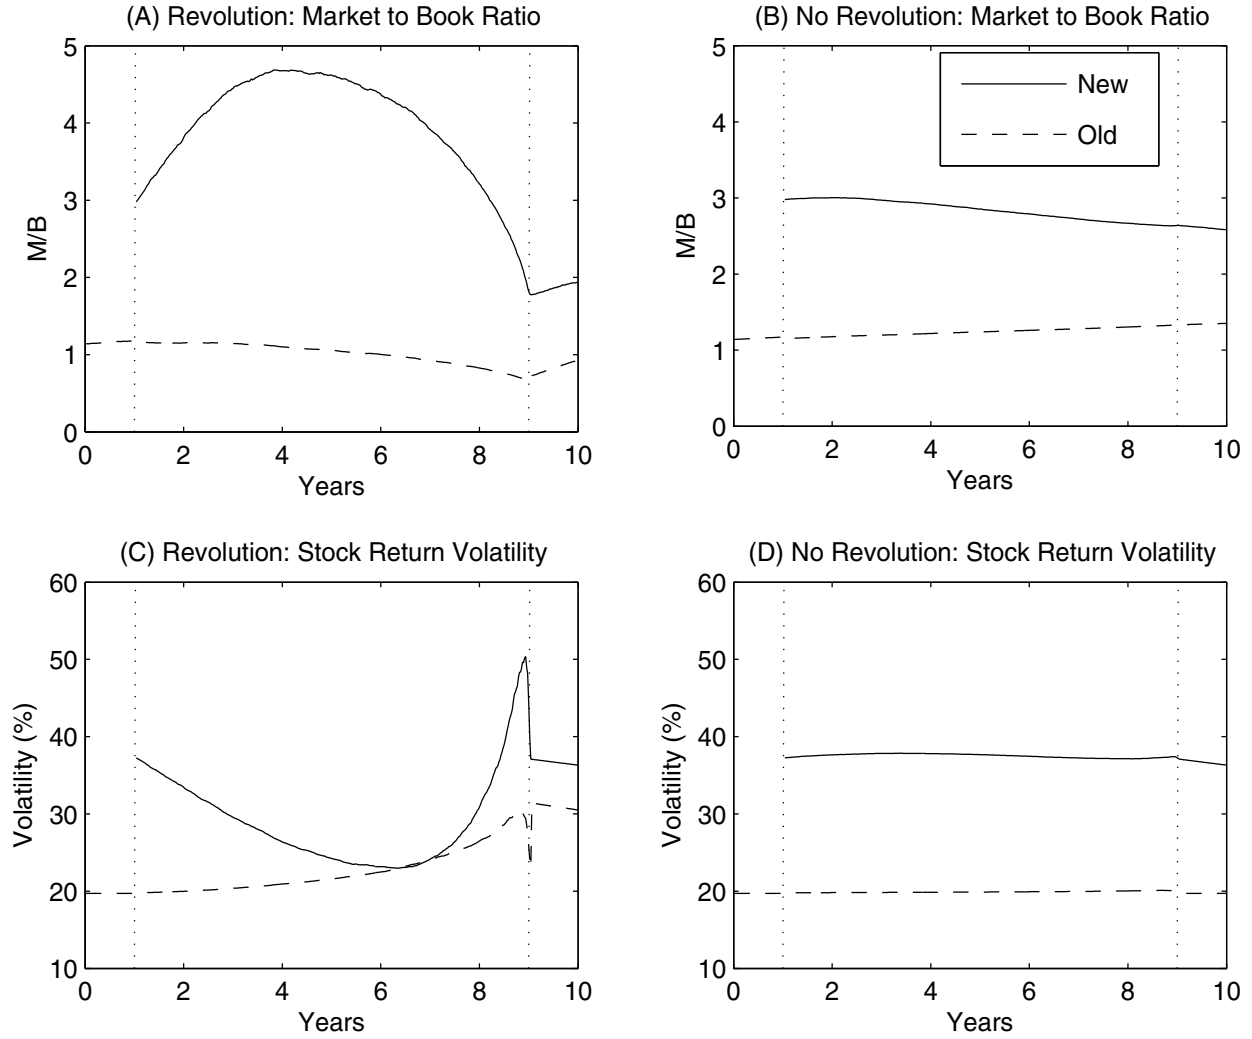 (A) Revolution: Market to Book Ratio
5
4
3
2
1
0
M/B
0 2 4 6 8 10
Years
(B) No Revolution: Market to Book Ratio
New
Old
5
4
3
2
1
0
M/B
0 2 4 6 8 10
Years
(C) Revolution: Stock Return Volatility
60
50
40
30
20
10
Volatility (%)
0 2 4 6 8 10
Years
(D) No Revolution: Stock Return Volatility
60
50
40
30
20
10
Volatility (%)
0 2 4 6 8 10
Years